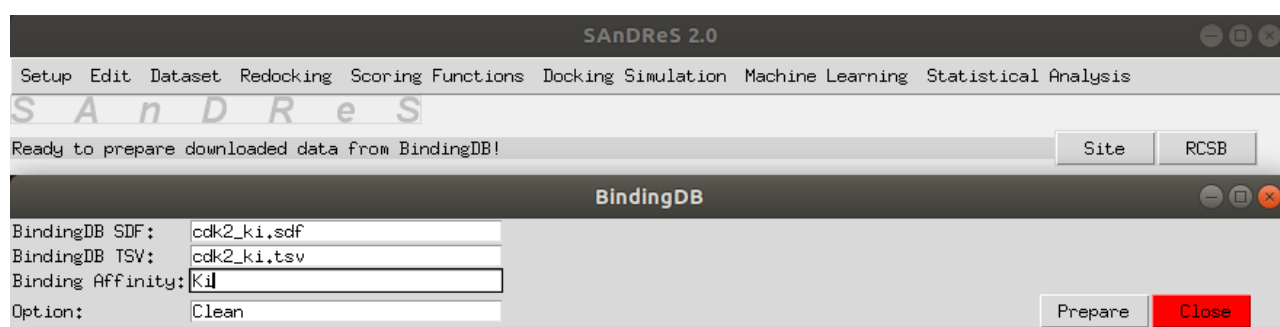 SAnDReS 2.0
Setup Edit Dataset Redocking Scoring Functions Docking Simulation Machine Learning Statistical Analysis
S A n D R e S
Ready to prepare downloaded data from BindingDB! Site RCSB
BindingDB
BindingDB SDF: cdk2_ki.sdf
BindingDB TSV: cdk2_ki.tsv
Binding Affinity: Ki
Option: Clean Prepare Close